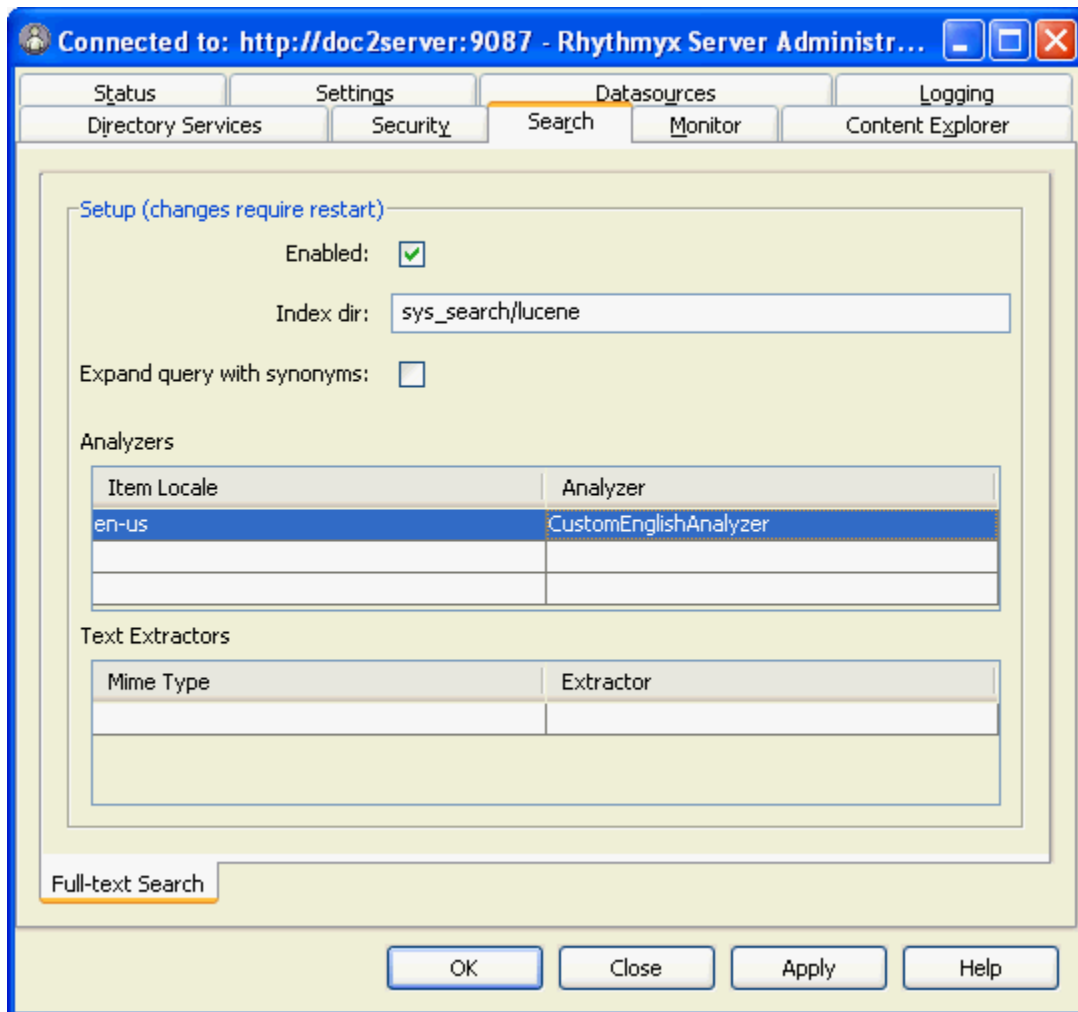 Connected to: http://doc2server:9087 - Rhythmyx Server Administr...
Status Settings Datasources Logging
Directory Services Security Search Monitor Content Explorer
Setup (changes require restart)
Enabled:
Index dir: sys_search/lucene
Expand query with synonyms:
Analyzers
Item Locale Analyzer
en-us CustomEnglishAnalyzer
Text Extractors
Mime Type Extractor
Full-text Search
OK Close Apply Help